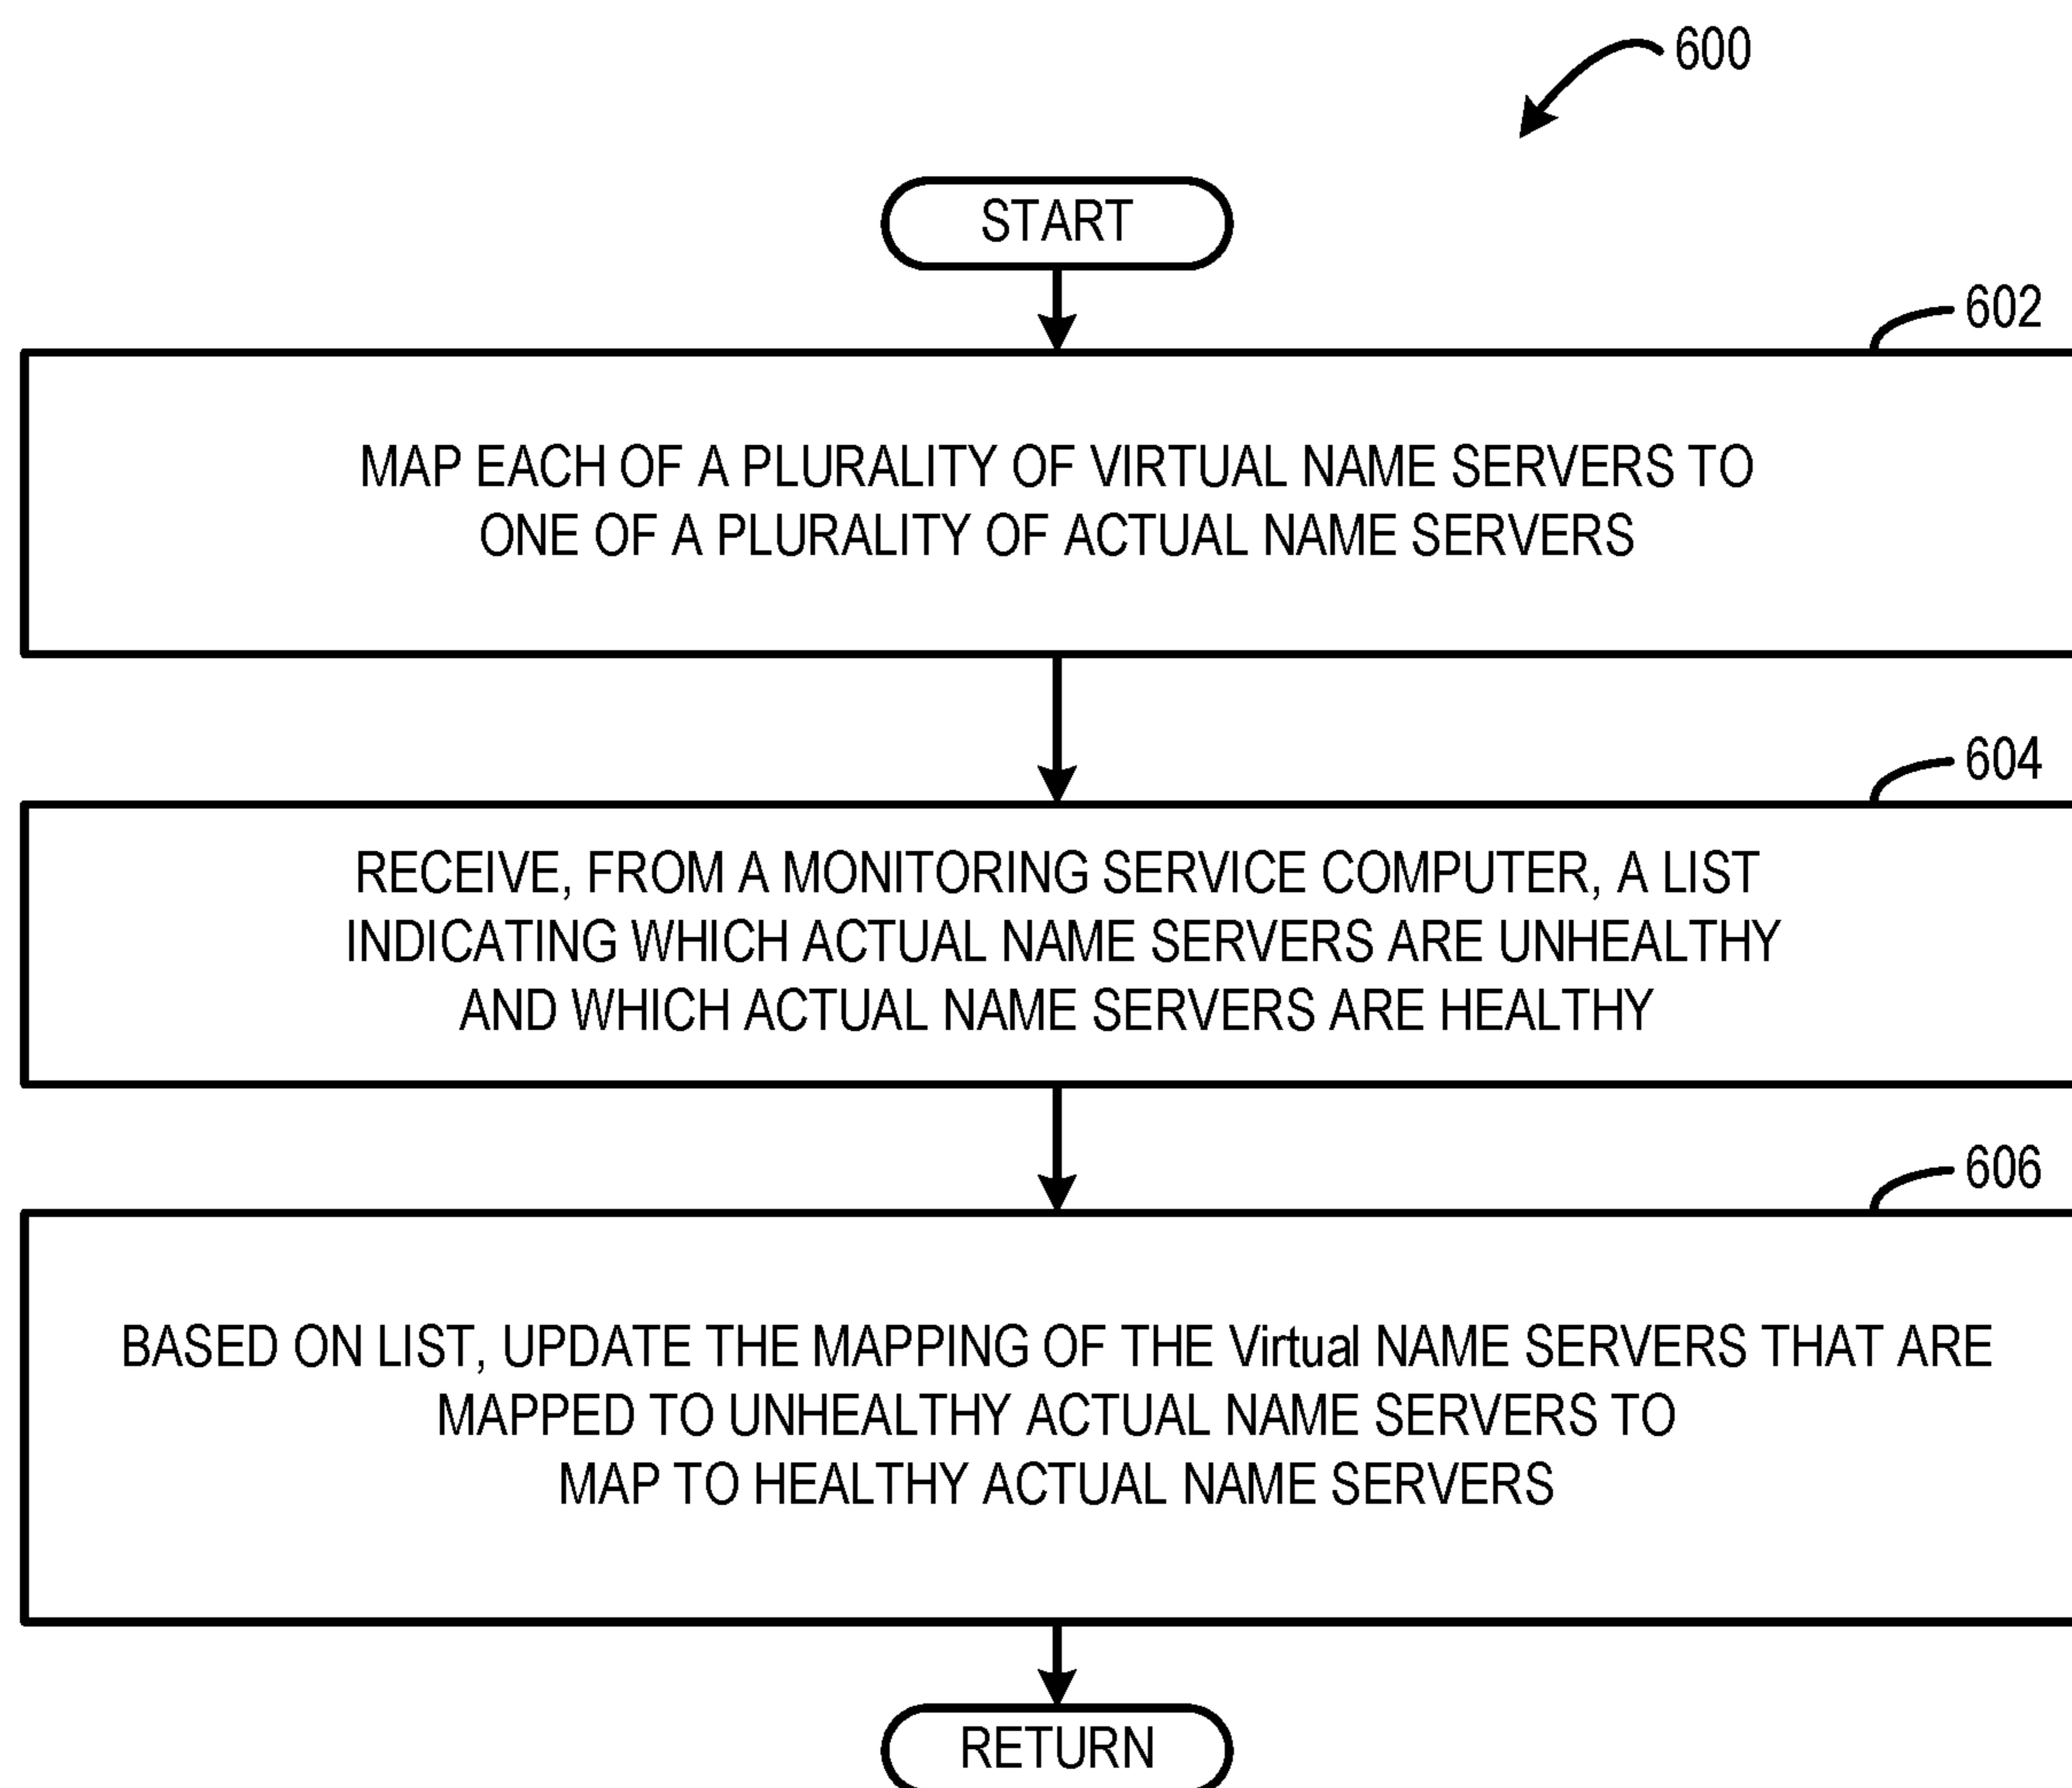 600
START
602
MAP EACH OF A PLURALITY OF VIRTUAL NAME SERVERS TO
ONE OF A PLURALITY OF ACTUAL NAME SERVERS
604
RECEIVE, FROM A MONITORING SERVICE COMPUTER, A LIST
INDICATING WHICH ACTUAL NAME SERVERS ARE UNHEALTHY
AND WHICH ACTUAL NAME SERVERS ARE HEALTHY
606
BASED ON LIST, UPDATE THE MAPPING OF THE Virtual NAME SERVERS THAT ARE
MAPPED TO UNHEALTHY ACTUAL NAME SERVERS TO
MAP TO HEALTHY ACTUAL NAME SERVERS
RETURN